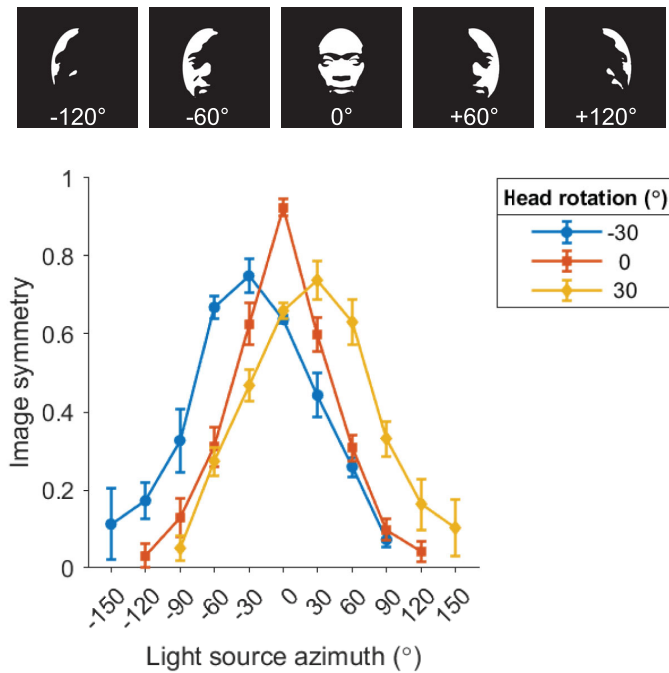 -120° -60° 0° +60° +120°
Head rotation (°)
-30
0
30
1
0.8
0.6
0.4
0.2
0
Image symmetry
-150 -120 -90 -60 -30 0 30 60 90 120 150
Light source azimuth (°)